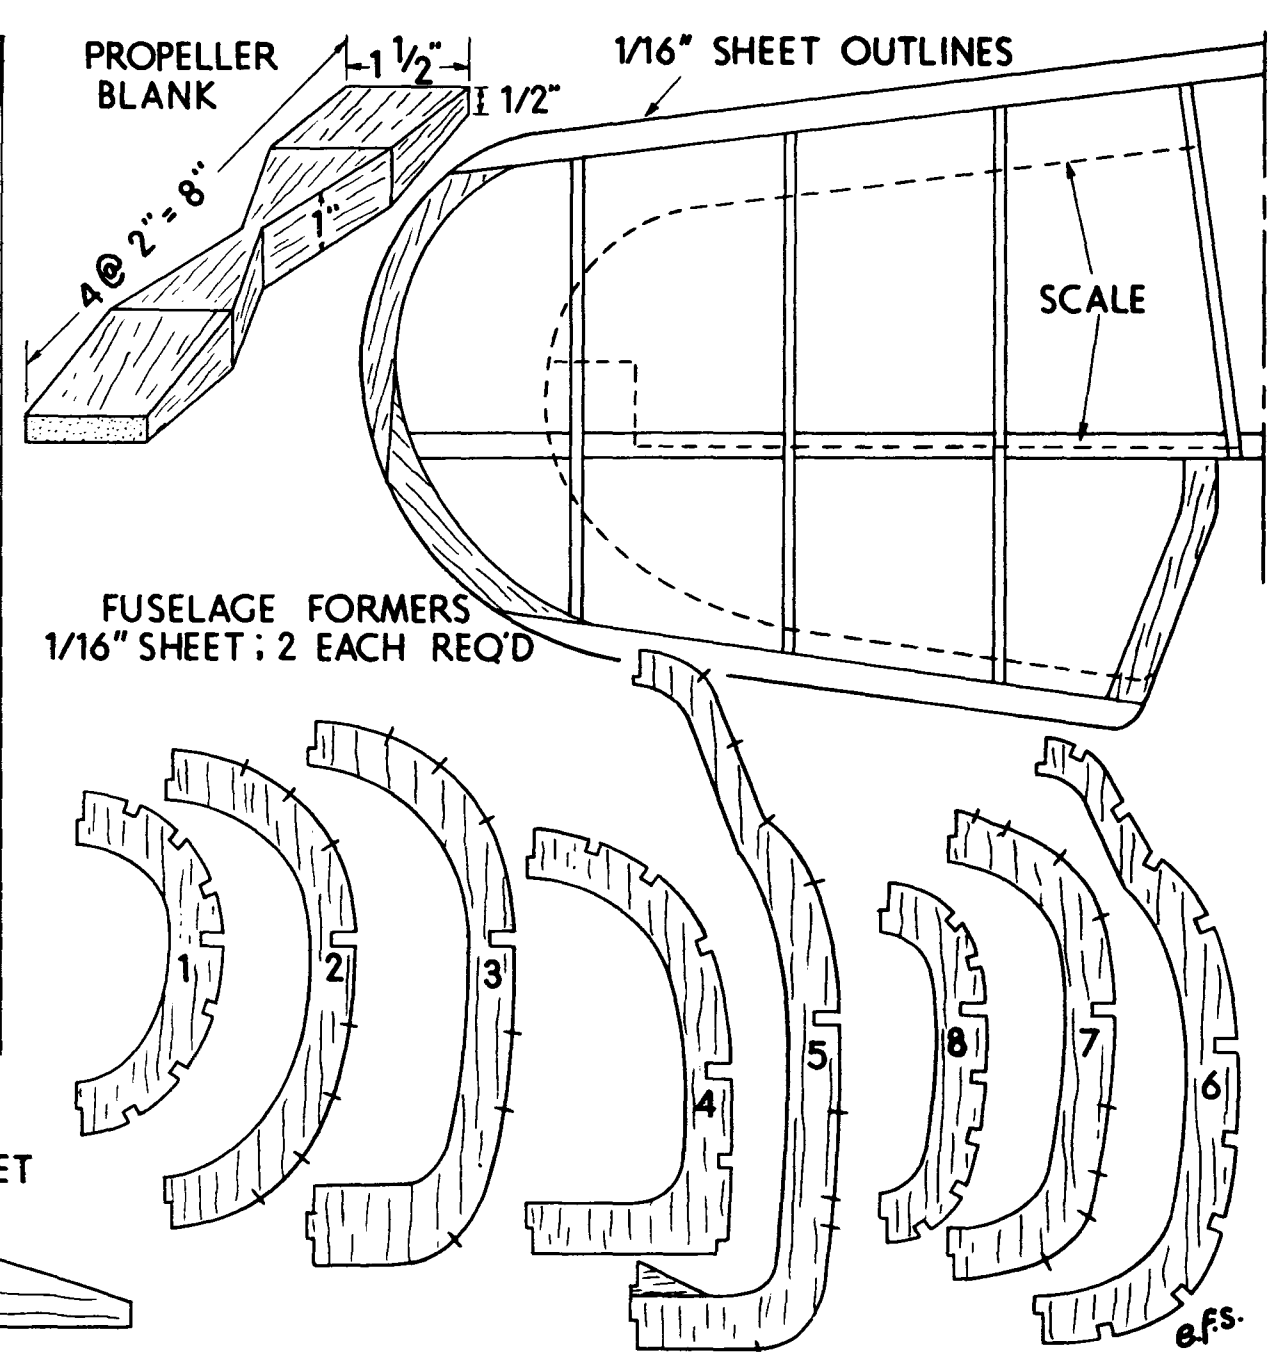 PROPELLER
BLANK
1 1/2"
1/2"
1/16" SHEET OUTLINES
4 @ 2" = 8"
1"
SCALE
FUSELAGE FORMERS
1/16" SHEET; 2 EACH REQ'D
1
2
3
4
5
8
7
6
ET
e.f.s.